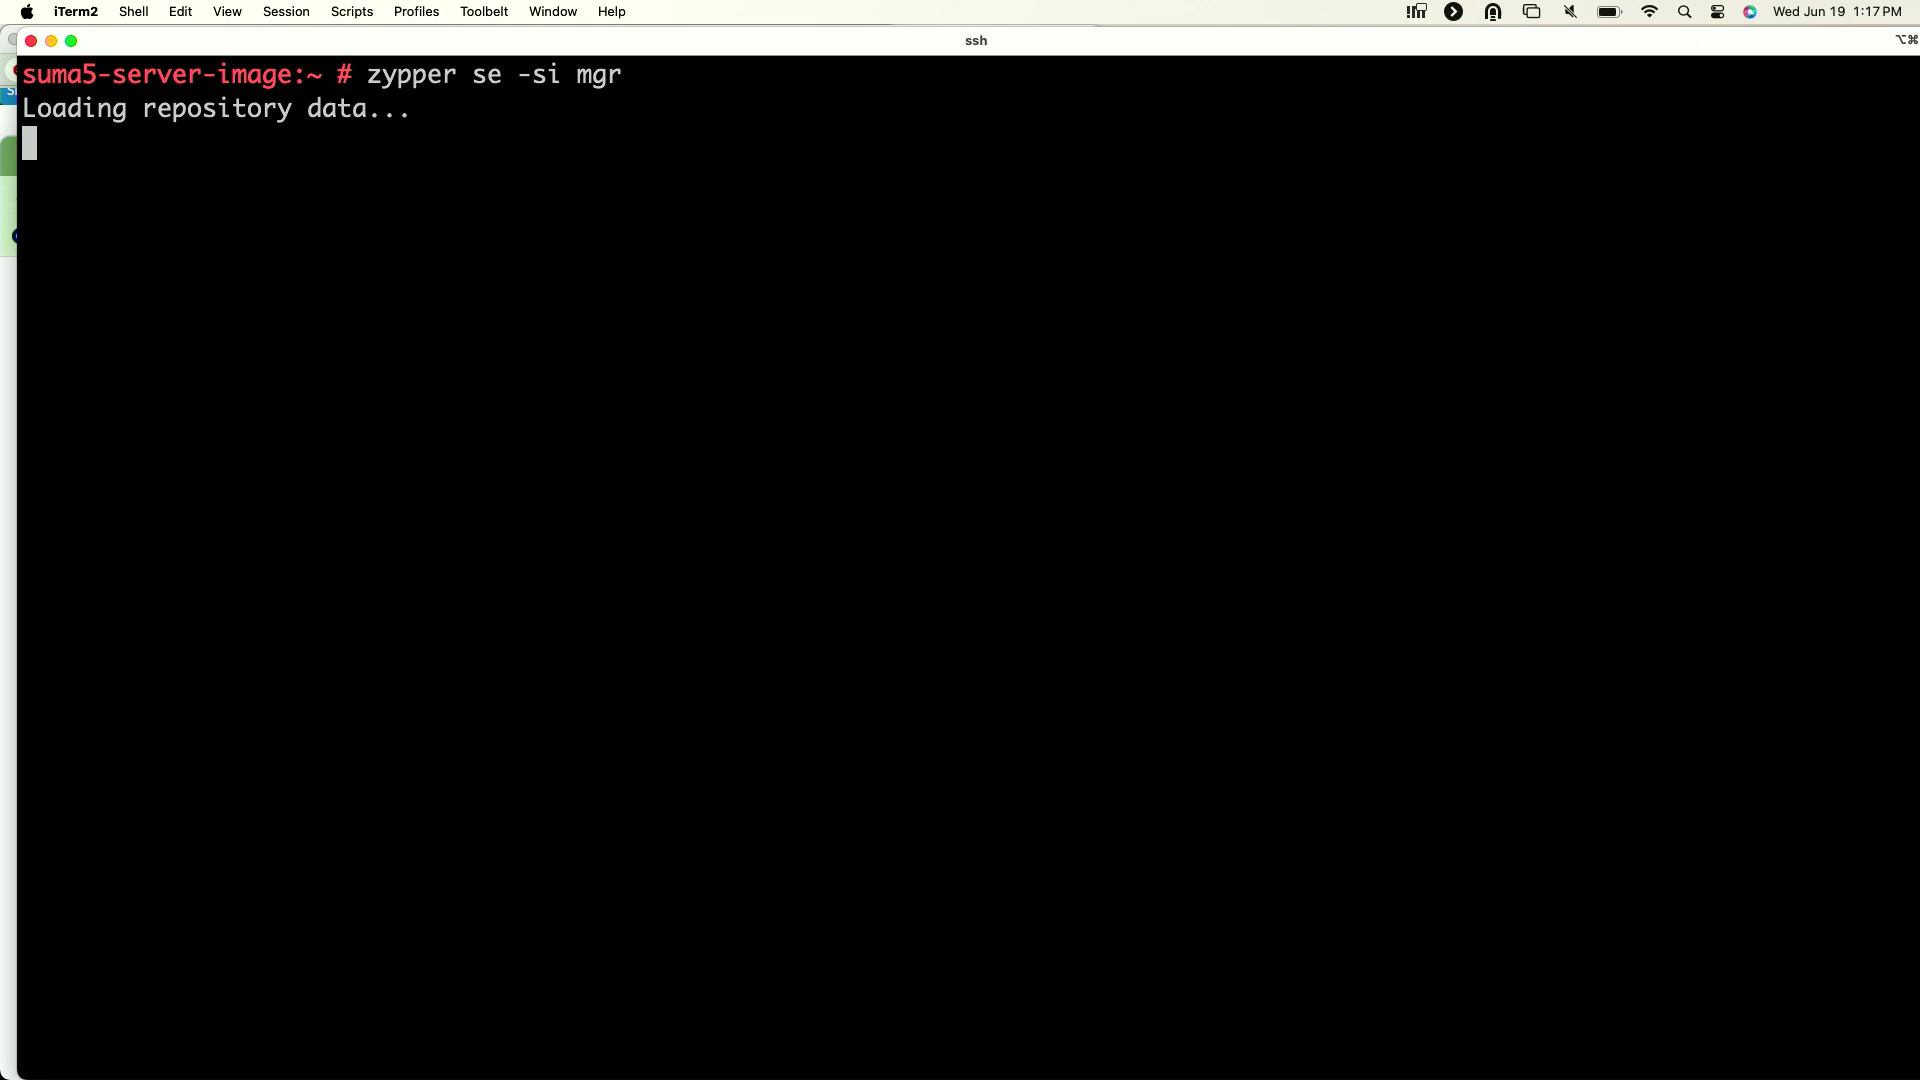 iTerm2 Shell Edit View Session Scripts Profiles Toolbelt Window Help Wed Jun 19 1:17 PM
ssh ⌥⌘
suma5-server-image:~ # zypper se -si mgr
Loading repository data...